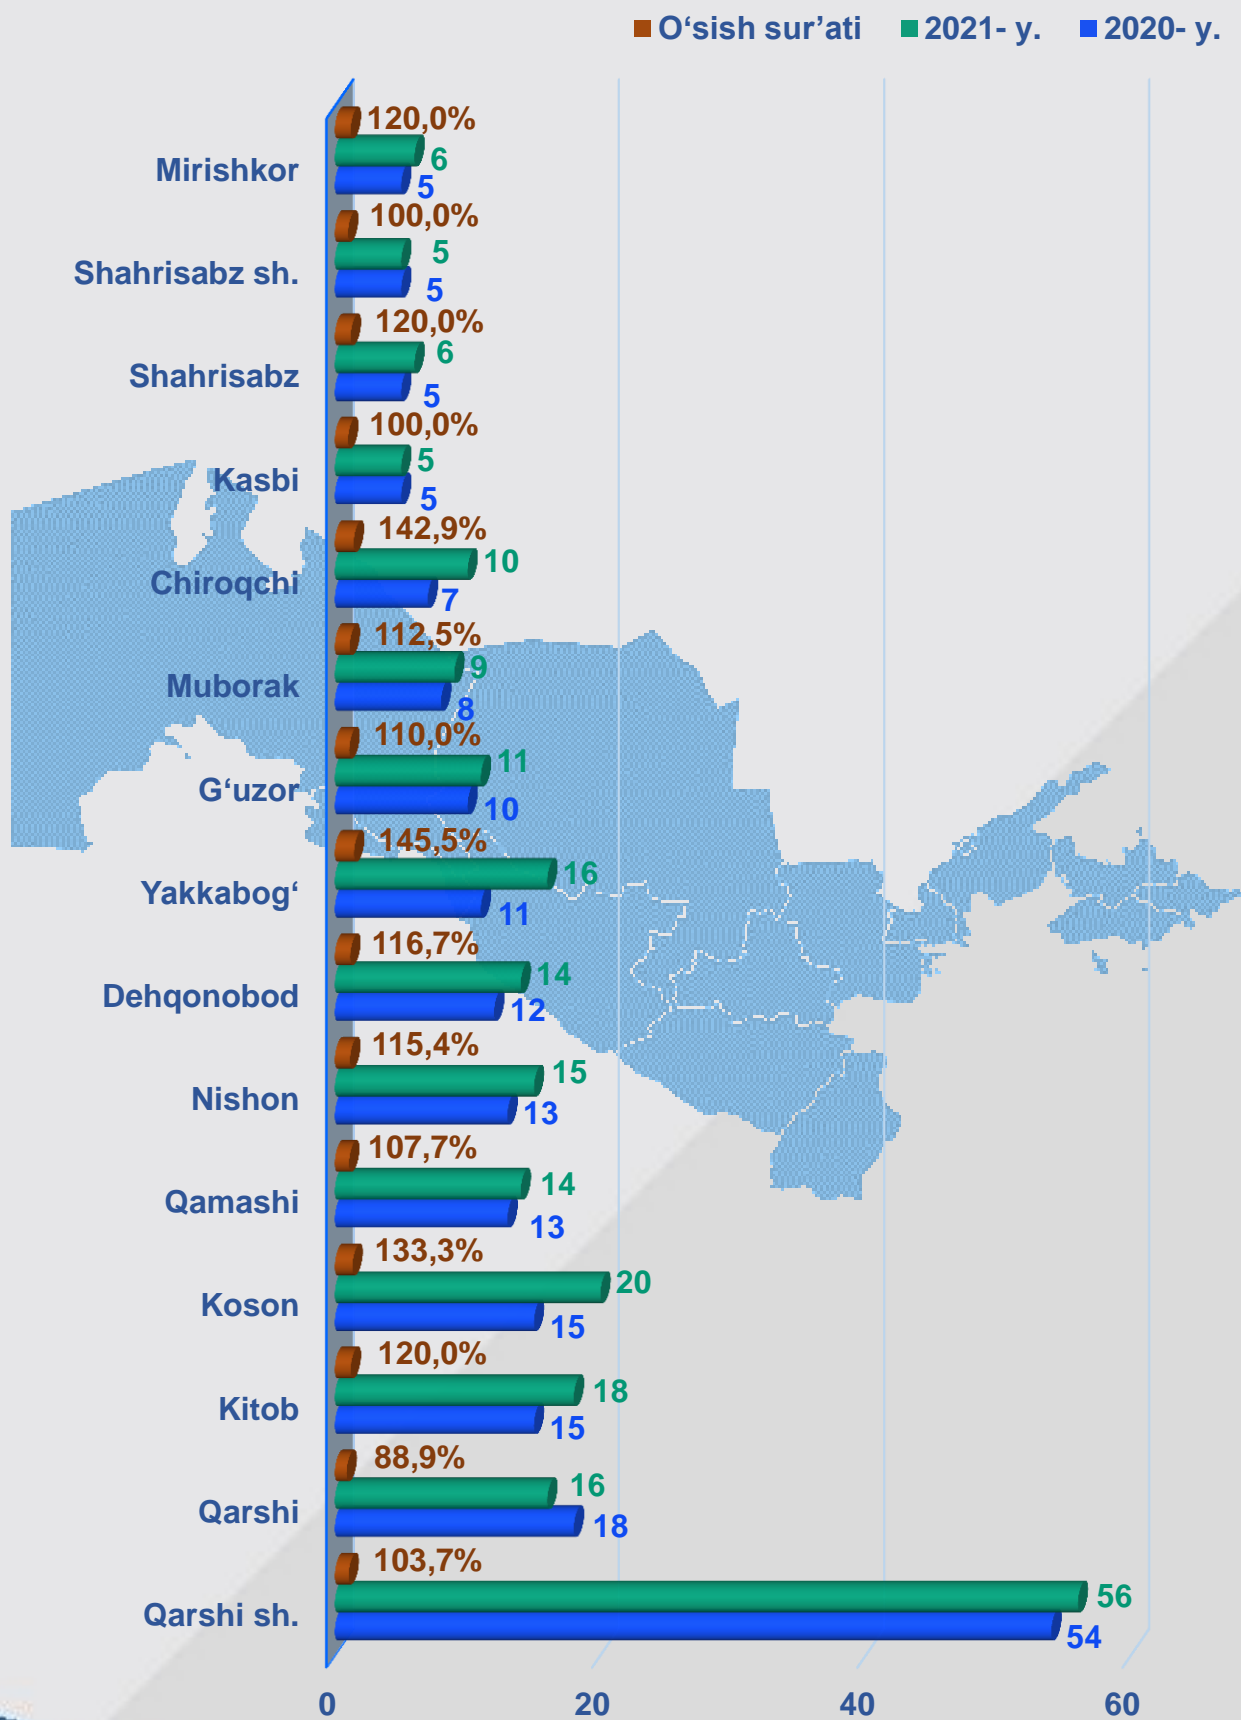 O‘sish sur’ati 2021- y. 2020- y.
120,0%
Mirishkor 6
5
100,0%
Shahrisabz sh. 5
5
120,0%
Shahrisabz 6
5
100,0%
Kasbi 5
5
142,9%
Chiroqchi 10
7
112,5%
Muborak 9
8
110,0%
G‘uzor 11
10
145,5%
Yakkabog‘ 16
11
116,7%
Dehqonobod 14
12
115,4%
Nishon 15
13
107,7%
Qamashi 14
13
133,3%
Koson 20
15
120,0%
Kitob 18
15
88,9%
Qarshi 16
18
103,7%
Qarshi sh. 56
54
0 20 40 60